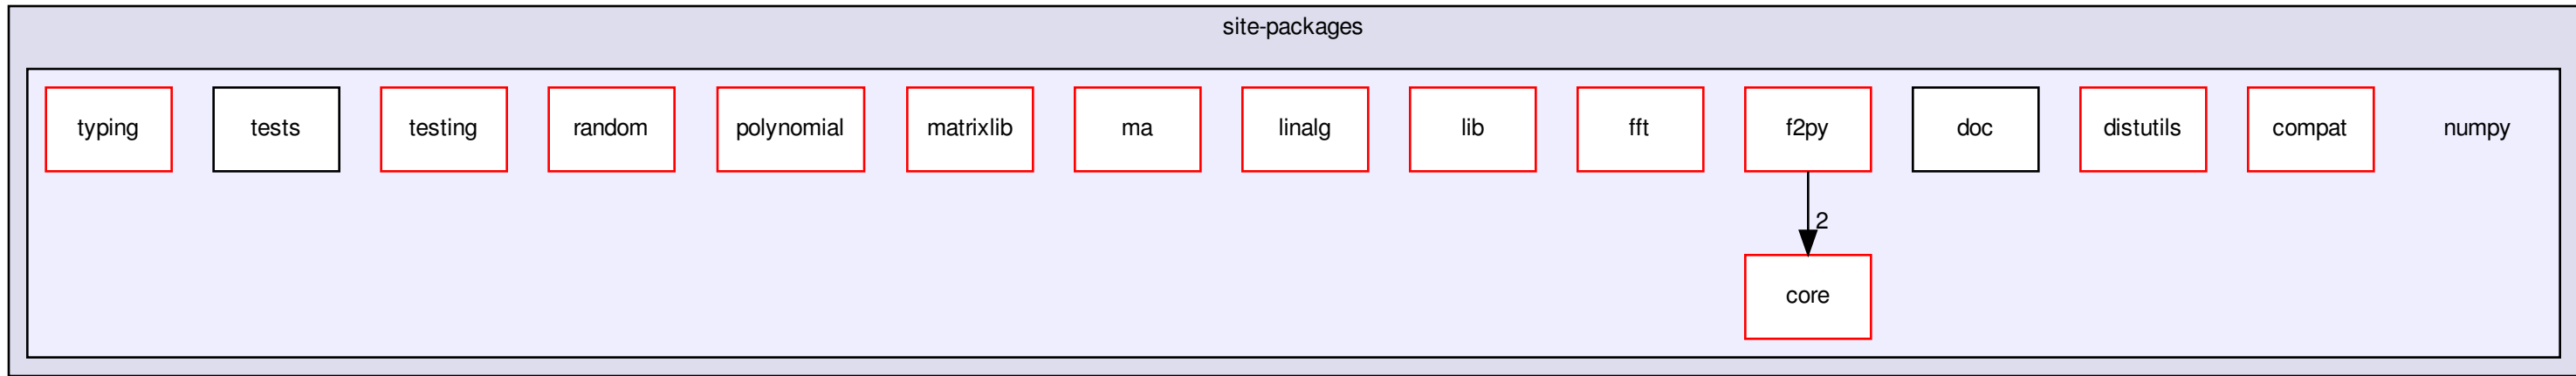 site-packages
typing
tests
testing
random
polynomial
matrixlib
ma
linalg
lib
fft
f2py
doc
distutils
compat
numpy
2
core